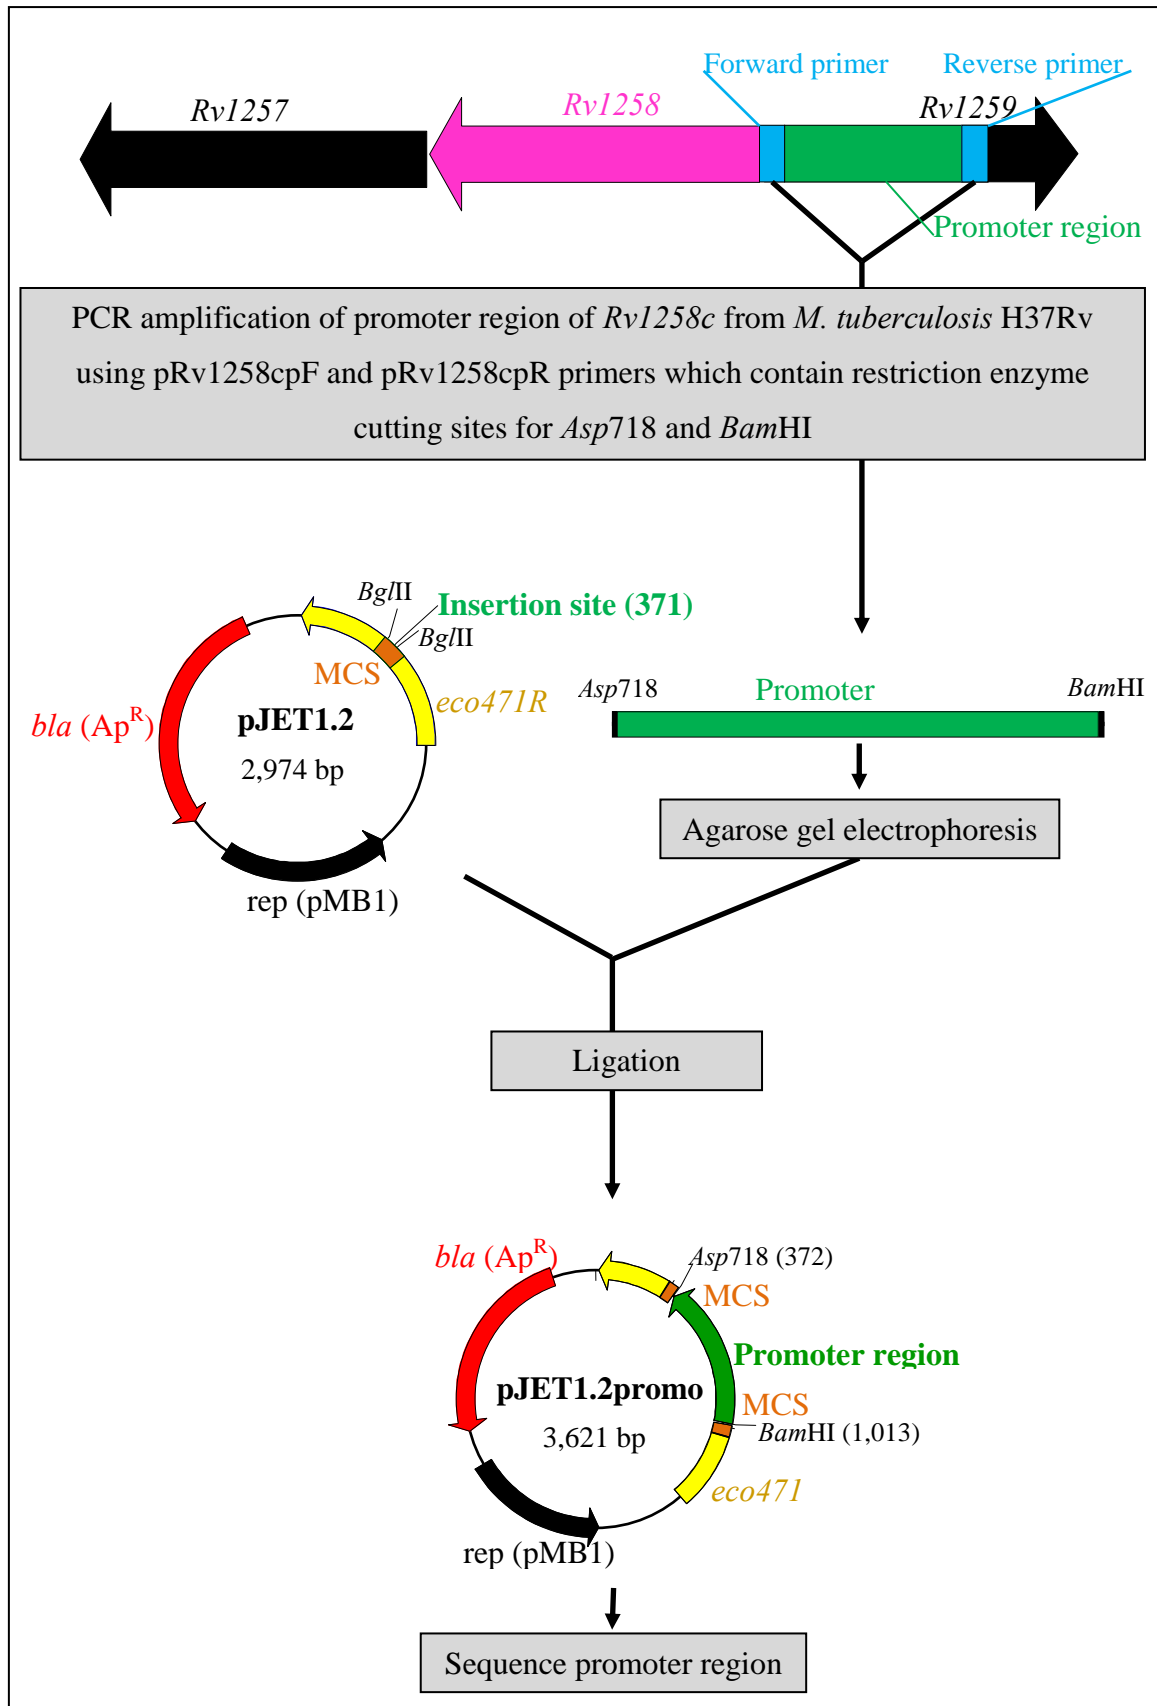 Forward primer
Reverse primer
Rv1257
Rv1258
Rv1259
Promoter region
PCR amplification of promoter region of Rv1258c from M. tuberculosis H37Rv
using pRv1258cpF and pRv1258cpR primers which contain restriction enzyme
cutting sites for Asp718 and BamHI
BglII
Insertion site (371)
BglII
MCS
eco471R
bla (Ap^R)
pJET1.2
2,974 bp
rep (pMB1)
Asp718
Promoter
BamHI
Agarose gel electrophoresis
Ligation
bla (Ap^R)
Asp718 (372)
MCS
Promoter region
pJET1.2promo
MCS
3,621 bp
BamHI (1,013)
eco471
rep (pMB1)
Sequence promoter region